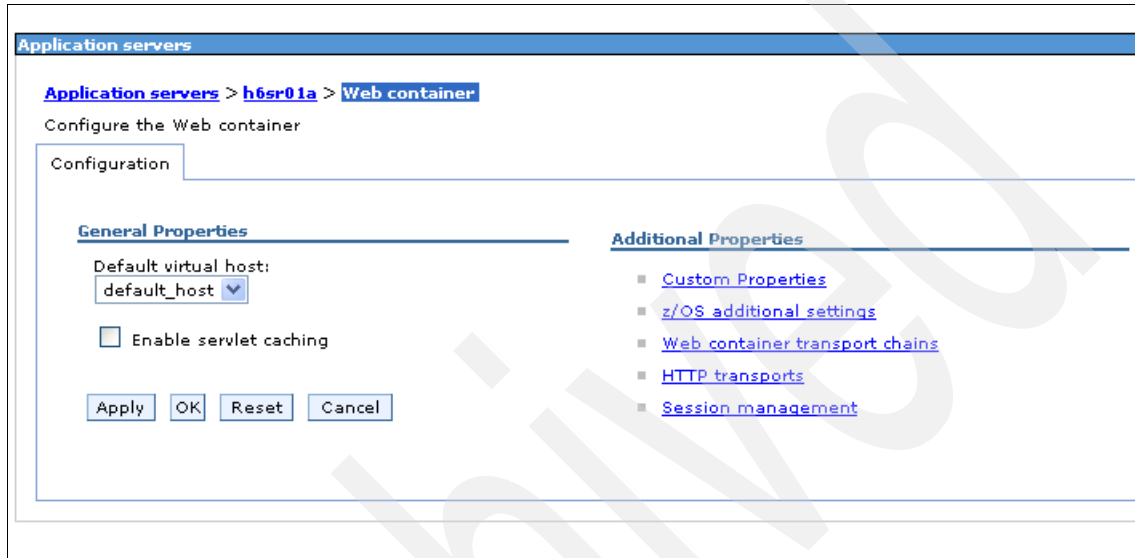 Application servers
Application servers > h6sr01a > Web container
Configure the Web container
Configuration
General Properties
Default virtual host:
default_host
Enable servlet caching
Apply OK Reset Cancel
Additional Properties
Custom Properties
z/OS additional settings
Web container transport chains
HTTP transports
Session management
hived